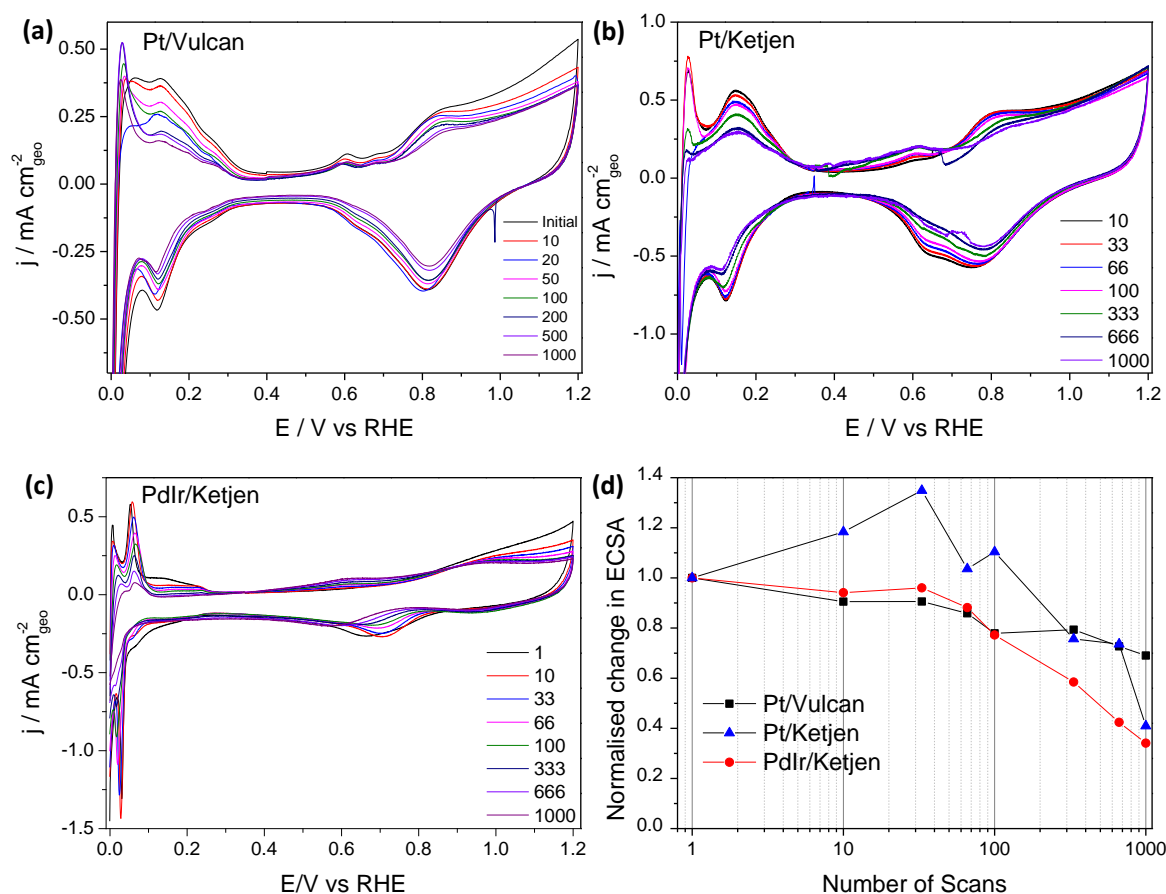 (a)
Pt/Vulcan
j / mA cm⁻²geo
0.50
0.25
0.00
-0.25
-0.50
0.0 0.2 0.4 0.6 0.8 1.0 1.2
E / V vs RHE
Initial
10
20
50
100
200
500
1000
(b)
Pt/Ketjen
j / mA cm⁻²geo
1.0
0.5
0.0
-0.5
-1.0
0.0 0.2 0.4 0.6 0.8 1.0 1.2
E / V vs RHE
10
33
66
100
333
666
1000
(c)
PdIr/Ketjen
j / mA cm⁻²geo
0.5
0.0
-0.5
-1.0
-1.5
0.0 0.2 0.4 0.6 0.8 1.0 1.2
E/V vs RHE
1
10
33
66
100
333
666
1000
(d)
Normalised change in ECSA
1.4
1.2
1.0
0.8
0.6
0.4
0.2
0.0
1 10 100 1000
Number of Scans
Pt/Vulcan
Pt/Ketjen
PdIr/Ketjen